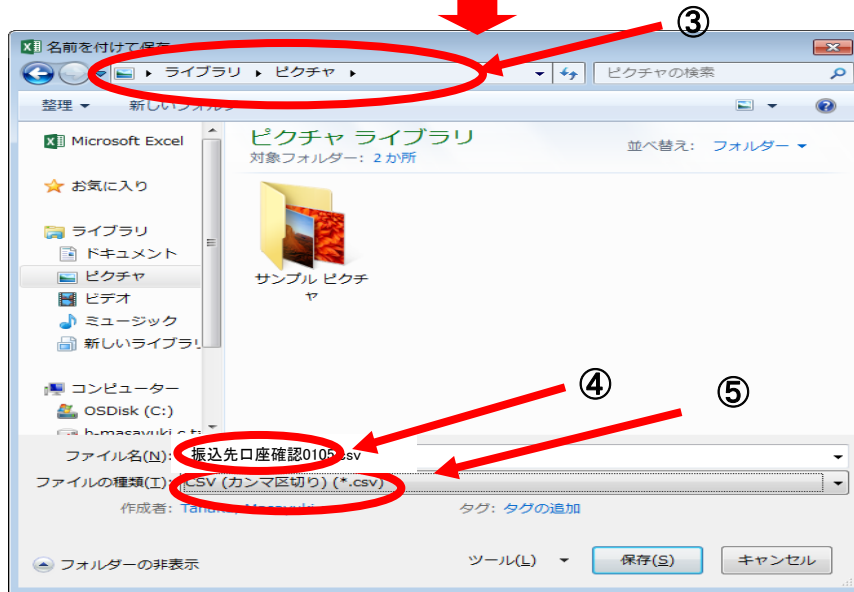 ③
名前を付けて保存
ライブラリ ▸ ピクチャ ▸
ピクチャの検索
整理
新しいフォルダー
Microsoft Excel
お気に入り
ライブラリ
ドキュメント
ピクチャ
ビデオ
ミュージック
新しいライブラリ
コンピューター
OSDisk (C:)
ピクチャ ライブラリ
対象フォルダー: 2 か所
並べ替え: フォルダー
サンプル ピクチ
ャ
④
⑤
ファイル名(N): 振込先口座確認0105.csv
ファイルの種類(T): CSV (カンマ区切り) (*.csv)
作成者:
タグ: タグの追加
フォルダーの非表示
ツール(L)
保存(S)
キャンセル